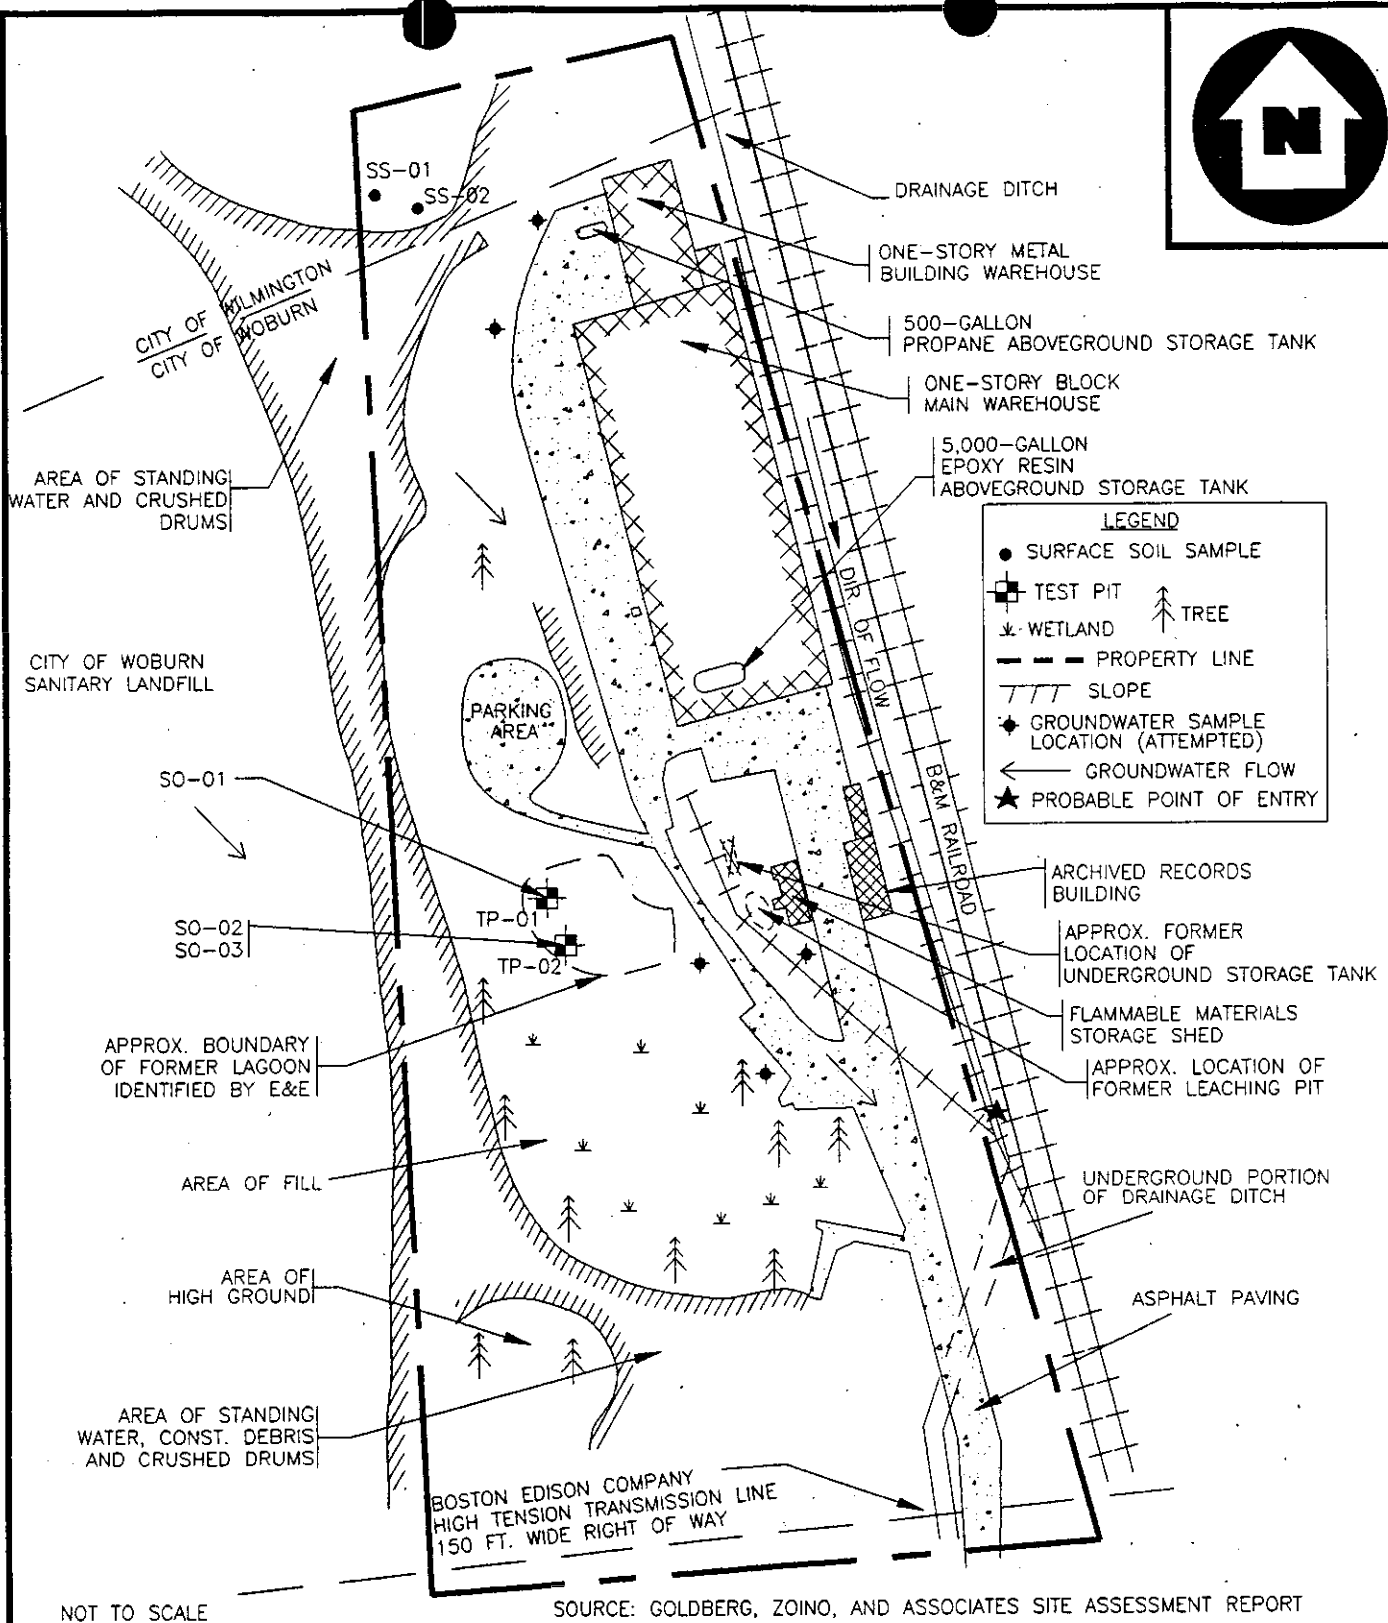 N
SS-01
SS-02
DRAINAGE DITCH
ONE-STORY METAL
BUILDING WAREHOUSE
CITY OF WILMINGTON
CITY OF WOBURN
500-GALLON
PROPANE ABOVEGROUND STORAGE TANK
ONE-STORY BLOCK
MAIN WAREHOUSE
5,000-GALLON
EPOXY RESIN
ABOVEGROUND STORAGE TANK
AREA OF STANDING
WATER AND CRUSHED
DRUMS
LEGEND
SURFACE SOIL SAMPLE
TEST PIT
TREE
WETLAND
PROPERTY LINE
SLOPE
GROUNDWATER SAMPLE
LOCATION (ATTEMPTED)
GROUNDWATER FLOW
PROBABLE POINT OF ENTRY
DIR. OF FLOW
CITY OF WOBURN
SANITARY LANDFILL
PARKING
AREA
B&M RAILROAD
SO-01
ARCHIVED RECORDS
BUILDING
TP-01
SO-02
SO-03
TP-02
APPROX. FORMER
LOCATION OF
UNDERGROUND STORAGE TANK
FLAMMABLE MATERIALS
STORAGE SHED
APPROX. BOUNDARY
OF FORMER LAGOON
IDENTIFIED BY E&E
APPROX. LOCATION OF
FORMER LEACHING PIT
AREA OF FILL
UNDERGROUND PORTION
OF DRAINAGE DITCH
AREA OF
HIGH GROUND
ASPHALT PAVING
AREA OF STANDING
WATER, CONST. DEBRIS
AND CRUSHED DRUMS
BOSTON EDISON COMPANY
HIGH TENSION TRANSMISSION LINE
150 FT. WIDE RIGHT OF WAY
NOT TO SCALE
SOURCE: GOLDBERG, ZOINO, AND ASSOCIATES SITE ASSESSMENT REPORT